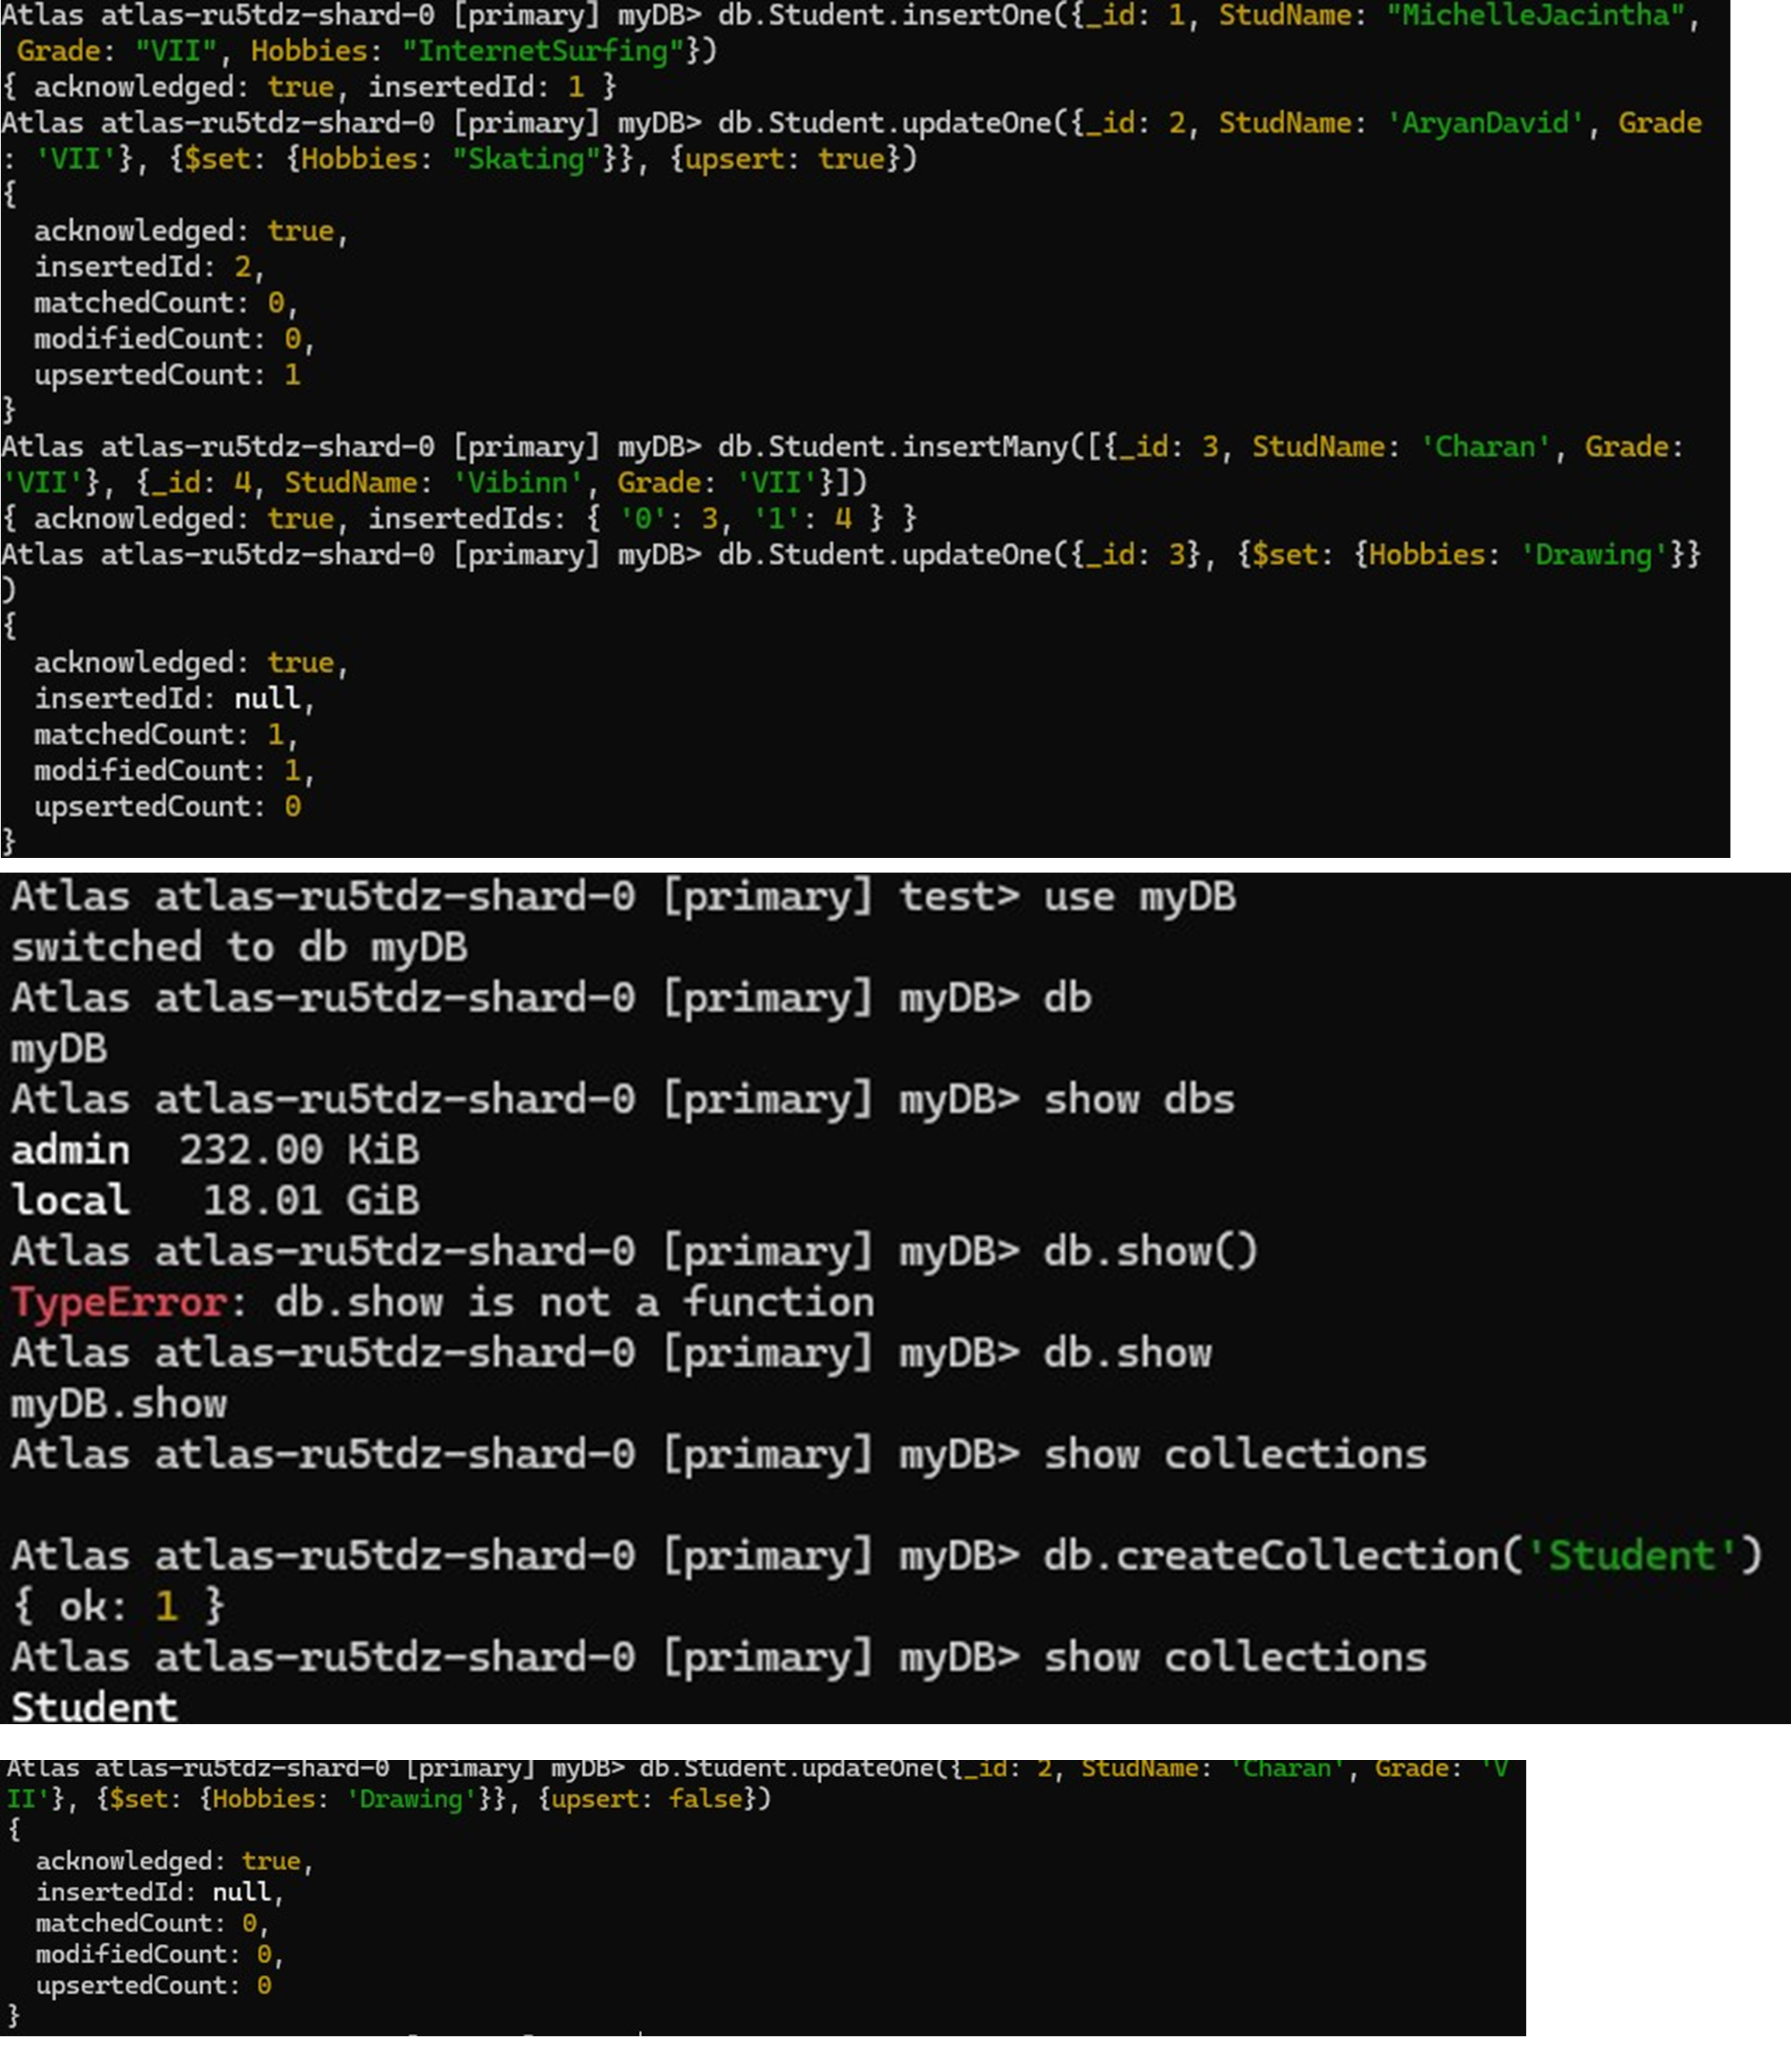 Atlas atlas-ru5tdz-shard-0 [primary] myDB> db.Student.insertOne({_id: 1, StudName: "MichelleJacintha",
Grade: "VII", Hobbies: "InternetSurfing"})
{ acknowledged: true, insertedId: 1 }
Atlas atlas-ru5tdz-shard-0 [primary] myDB> db.Student.updateOne({_id: 2, StudName: 'AryanDavid', Grade
: 'VII'}, {$set: {Hobbies: "Skating"}}, {upsert: true})
{
  acknowledged: true,
  insertedId: 2,
  matchedCount: 0,
  modifiedCount: 0,
  upsertedCount: 1
}
Atlas atlas-ru5tdz-shard-0 [primary] myDB> db.Student.insertMany([{_id: 3, StudName: 'Charan', Grade:
'VII'}, {_id: 4, StudName: 'Vibinn', Grade: 'VII'}])
{ acknowledged: true, insertedIds: { '0': 3, '1': 4 } }
Atlas atlas-ru5tdz-shard-0 [primary] myDB> db.Student.updateOne({_id: 3}, {$set: {Hobbies: 'Drawing'}}
)
{
  acknowledged: true,
  insertedId: null,
  matchedCount: 1,
  modifiedCount: 1,
  upsertedCount: 0
}
Atlas atlas-ru5tdz-shard-0 [primary] test> use myDB
switched to db myDB
Atlas atlas-ru5tdz-shard-0 [primary] myDB> db
myDB
Atlas atlas-ru5tdz-shard-0 [primary] myDB> show dbs
admin  232.00 KiB
local   18.01 GiB
Atlas atlas-ru5tdz-shard-0 [primary] myDB> db.show()
TypeError: db.show is not a function
Atlas atlas-ru5tdz-shard-0 [primary] myDB> db.show
myDB.show
Atlas atlas-ru5tdz-shard-0 [primary] myDB> show collections
Atlas atlas-ru5tdz-shard-0 [primary] myDB> db.createCollection('Student')
{ ok: 1 }
Atlas atlas-ru5tdz-shard-0 [primary] myDB> show collections
Student
Atlas atlas-ru5tdz-shard-0 [primary] myDB> db.Student.updateOne({_id: 2, StudName: 'Charan', Grade: 'V
II'}, {$set: {Hobbies: 'Drawing'}}, {upsert: false})
{
  acknowledged: true,
  insertedId: null,
  matchedCount: 0,
  modifiedCount: 0,
  upsertedCount: 0
}